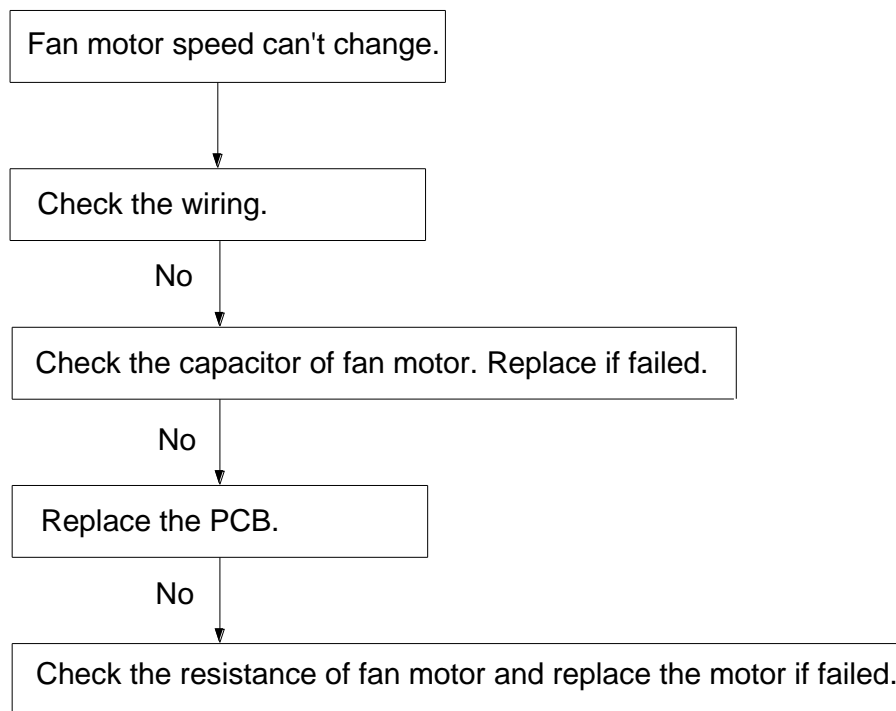 Fan motor speed can't change.
Check the wiring.
No
Check the capacitor of fan motor. Replace if failed.
No
Replace the PCB.
No
Check the resistance of fan motor and replace the motor if failed.